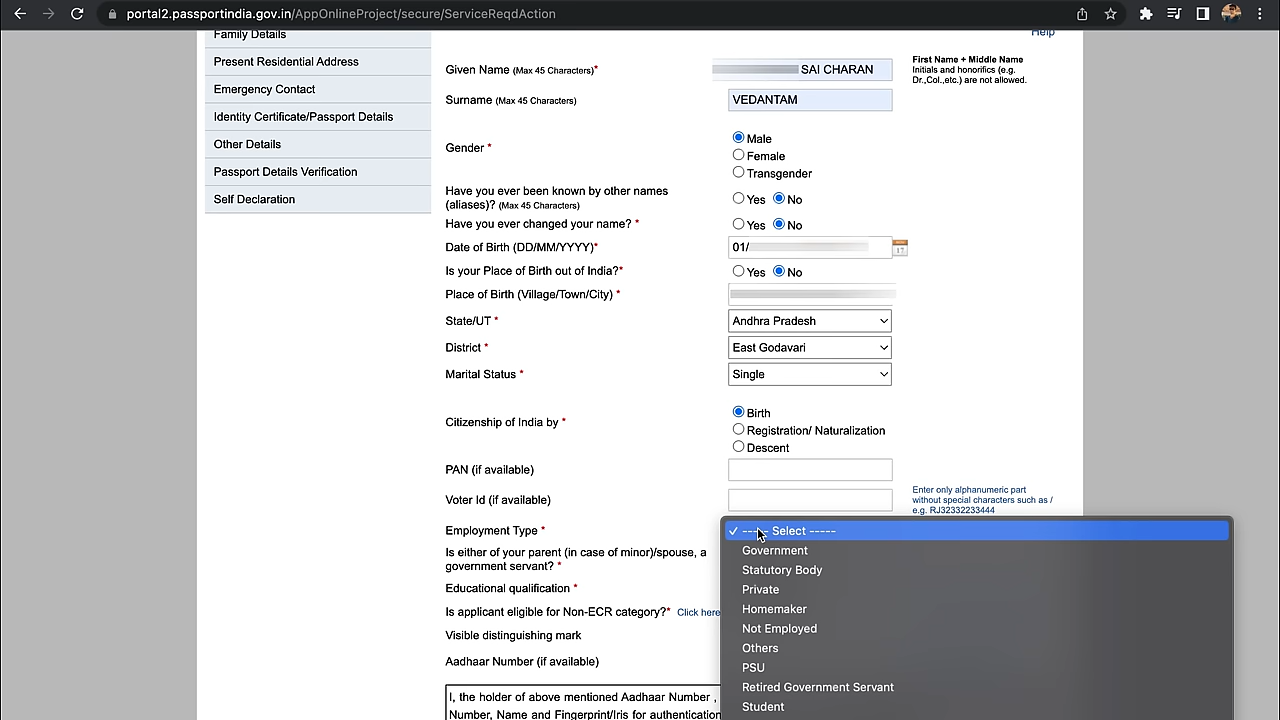 portal2.passportindia.gov.in/AppOnlineProject/secure/ServiceReqdAction
Family Details
Present Residential Address
Emergency Contact
Identity Certificate/Passport Details
Other Details
Passport Details Verification
Self Declaration
Help
Given Name (Max 45 Characters)*
SAI CHARAN
First Name + Middle Name
Initials and honorifics (e.g.
Dr.,Col.,etc.) are not allowed.
Surname (Max 45 Characters)
VEDANTAM
Gender *
Male
Female
Transgender
Have you ever been known by other names
(aliases)? (Max 45 Characters)
Yes No
Have you ever changed your name? *
Yes No
Date of Birth (DD/MM/YYYY)*
01/
17
Is your Place of Birth out of India?*
Yes No
Place of Birth (Village/Town/City) *
State/UT *
Andhra Pradesh
District *
East Godavari
Marital Status *
Single
Citizenship of India by *
Birth
Registration/ Naturalization
Descent
PAN (if available)
Voter Id (if available)
Enter only alphanumeric part
without special characters such as /
e.g. RJ32332233444
Employment Type *
Is either of your parent (in case of minor)/spouse, a
government servant? *
Educational qualification *
Is applicant eligible for Non-ECR category?* Click here
Visible distinguishing mark
Aadhaar Number (if available)
I, the holder of above mentioned Aadhaar Number ,
Number, Name and Fingerprint/Iris for authentication
----- Select -----
Government
Statutory Body
Private
Homemaker
Not Employed
Others
PSU
Retired Government Servant
Student